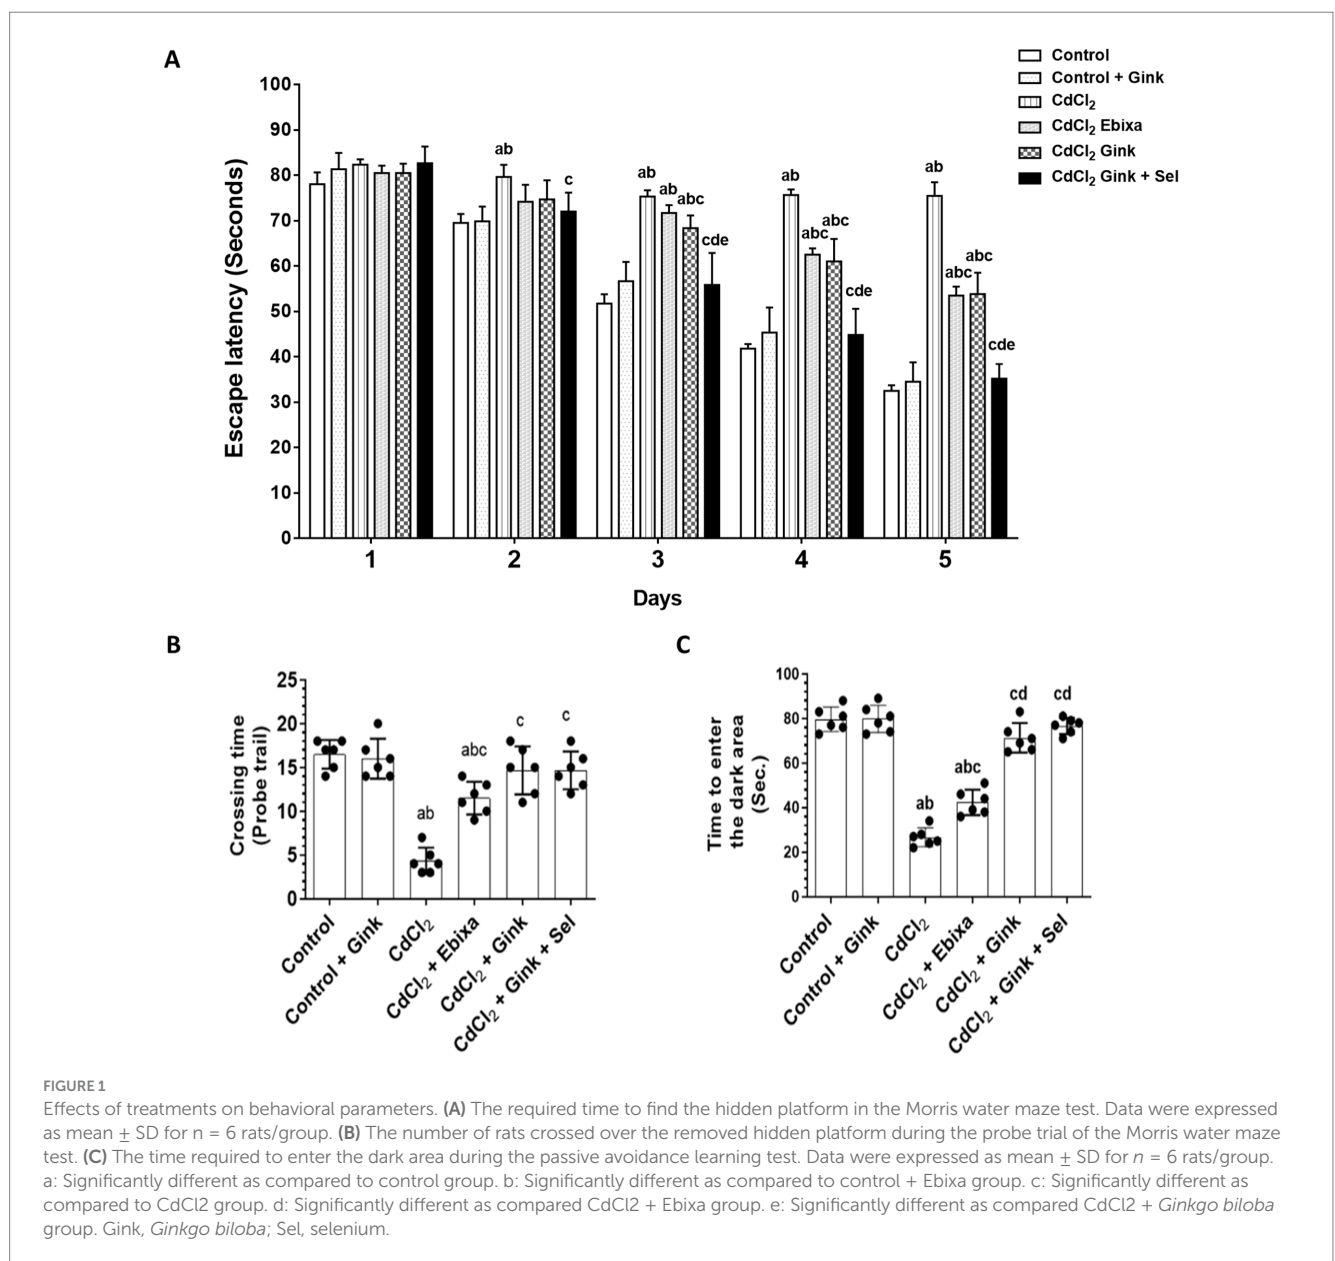 A
Control
Control + Gink
CdCl2
CdCl2 Ebixa
CdCl2 Gink
CdCl2 Gink + Sel
Escape latency (Seconds)
100
90
80
70
60
50
40
30
20
10
0
ab
c
ab
ab
abc
cde
ab
abc
abc
cde
ab
abc
abc
cde
1
2
3
4
5
Days
B
Crossing time
(Probe trail)
25
20
15
10
5
0
ab
abc
c
c
Control
Control + Gink
CdCl2
CdCl2 + Ebixa
CdCl2 + Gink
CdCl2 + Gink + Sel
C
Time to enter
the dark area
(Sec.)
100
80
60
40
20
0
ab
abc
cd
cd
Control
Control + Gink
CdCl2
CdCl2 + Ebixa
CdCl2 + Gink
CdCl2 + Gink + Sel
FIGURE 1
Effects of treatments on behavioral parameters. (A) The required time to find the hidden platform in the Morris water maze test. Data were expressed
as mean ± SD for n = 6 rats/group. (B) The number of rats crossed over the removed hidden platform during the probe trial of the Morris water maze
test. (C) The time required to enter the dark area during the passive avoidance learning test. Data were expressed as mean ± SD for n = 6 rats/group.
a: Significantly different as compared to control group. b: Significantly different as compared to control + Ebixa group. c: Significantly different as
compared to CdCl2 group. d: Significantly different as compared CdCl2 + Ebixa group. e: Significantly different as compared CdCl2 + Ginkgo biloba
group. Gink, Ginkgo biloba; Sel, selenium.